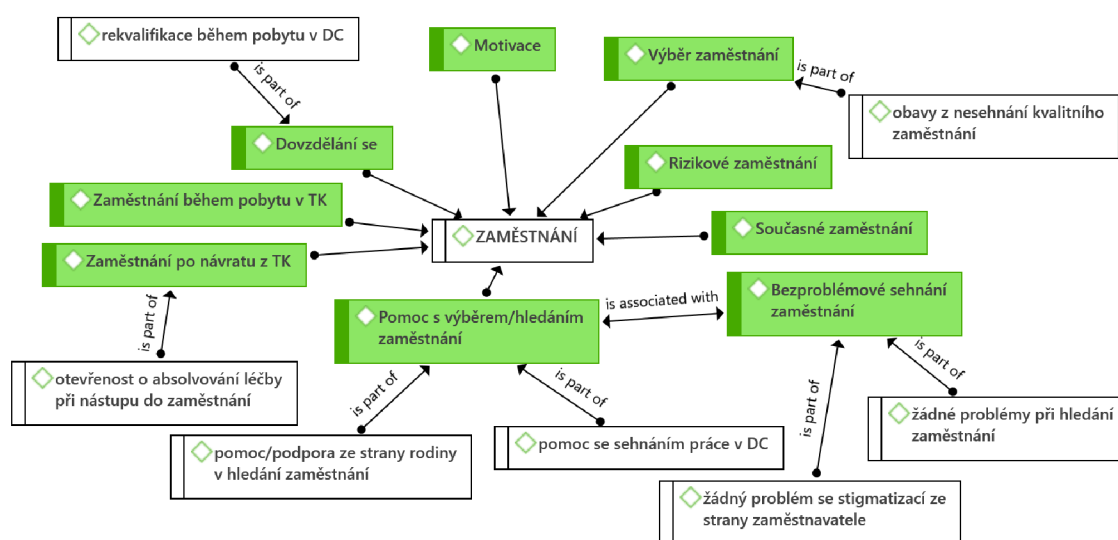 rekvalifikace během pobytu v DC
Motivace
Výběr zaměstnání
is part of
is part of
obavy z nesehnání kvalitního
zaměstnání
Dovzdělání se
Rizikové zaměstnání
Zaměstnání během pobytu v TK
ZAMĚSTNÁNÍ
Současné zaměstnání
Zaměstnání po návratu z TK
is part of
Pomoc s výběrem/hledáním
zaměstnání
is associated with
Bezproblémové sehnání
zaměstnání
otevřenost o absolvování léčby
při nástupu do zaměstnání
is part of
is part of
is part of
is part of
pomoc/podpora ze strany rodiny
v hledání zaměstnání
pomoc se sehnáním práce v DC
žádné problémy při hledání
zaměstnání
žádný problém se stigmatizací ze
strany zaměstnavatele